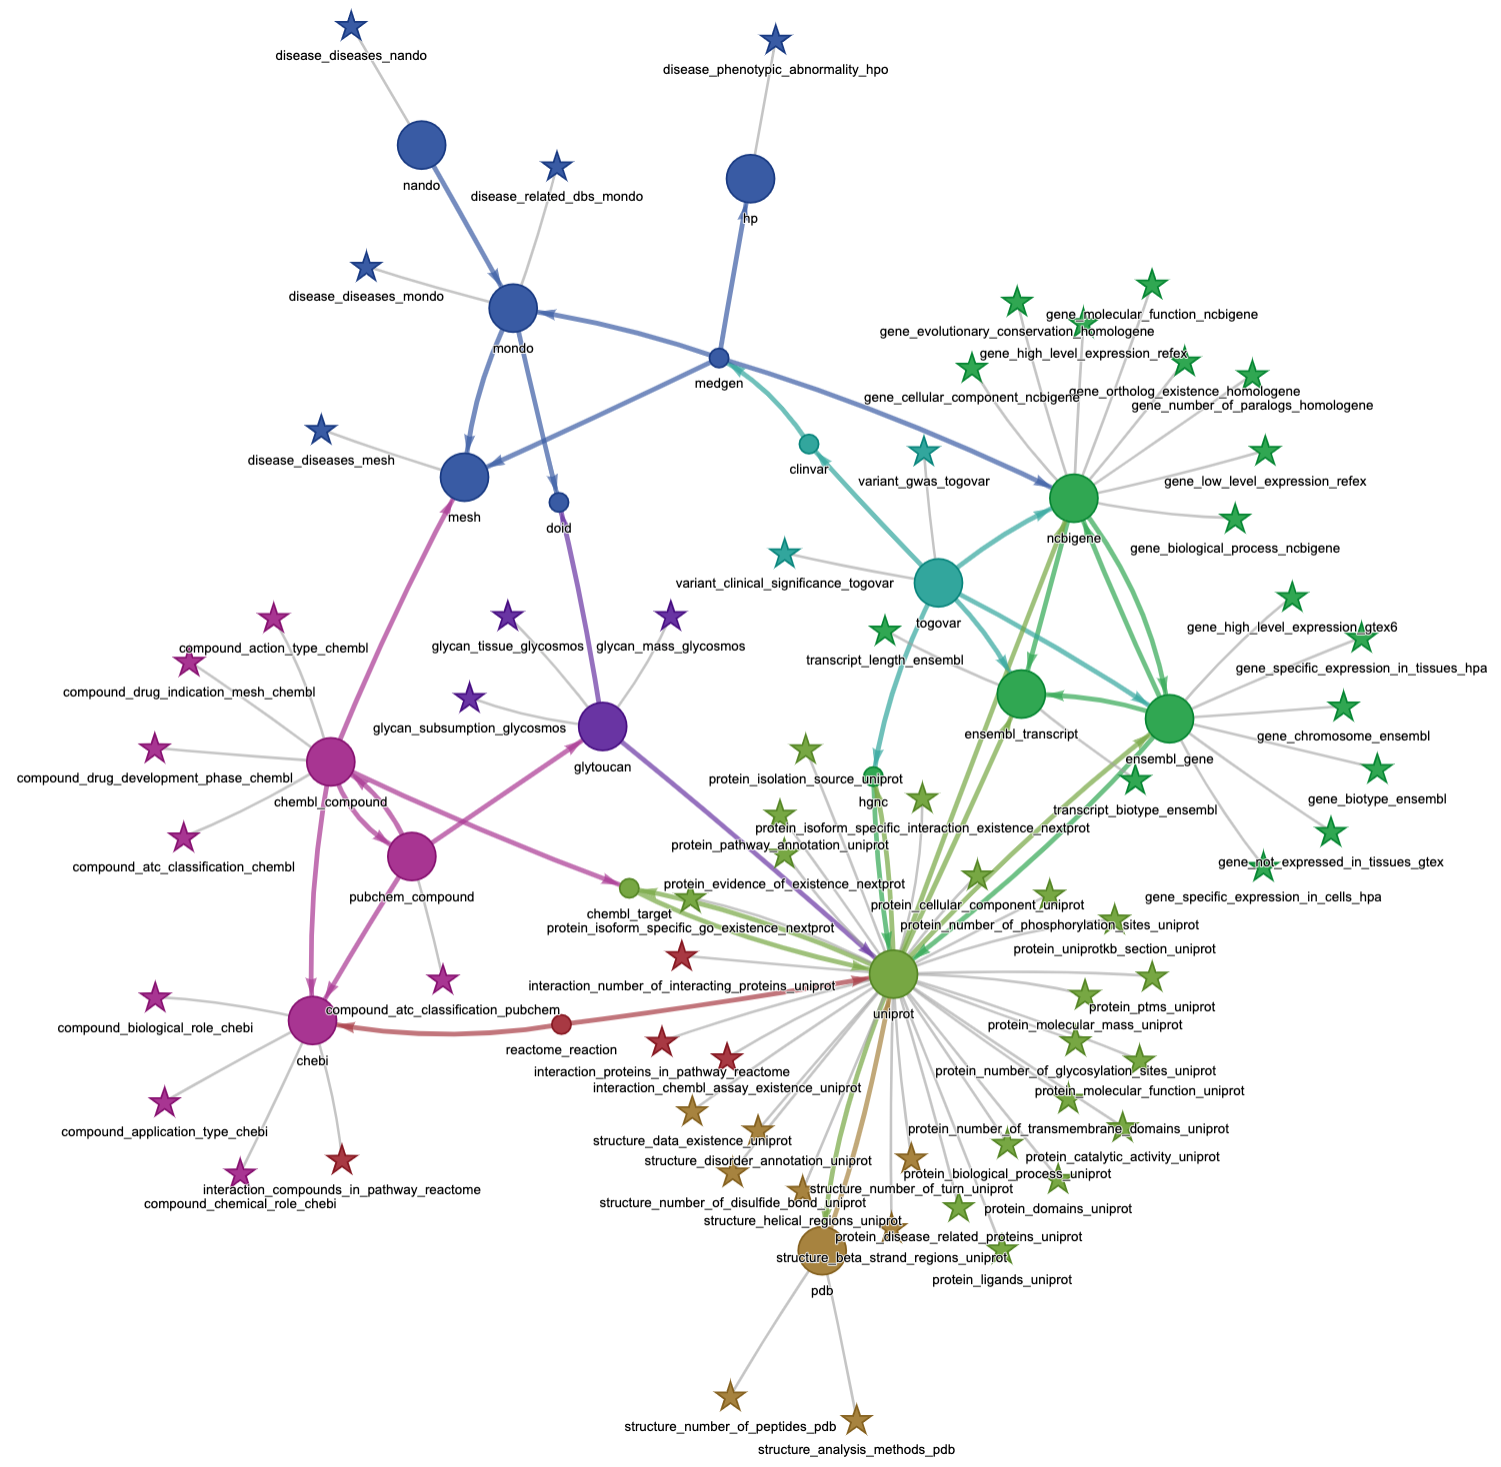 disease_diseases_nando
disease_phenotypic_abnormality_hpo
nando
disease_related_dbs_mondo
hp
disease_diseases_mondo
gene_molecular_function_ncbigene
gene_evolutionary_conservation_homologene
mondo
gene_high_level_expression_refex
medgen
gene_ortholog_existence_homologene
gene_cellular_component_ncbigene
gene_number_of_paralogs_homologene
disease_diseases_mesh
clinvar
variant_gwas_togovar
gene_low_level_expression_refex
mesh
doid
ncbigene
gene_biological_process_ncbigene
variant_clinical_significance_togovar
togovar
gene_high_level_expression_gtex6
compound_action_type_chembl
glycan_tissue_glycosmos
glycan_mass_glycosmos
transcript_length_ensembl
gene_specific_expression_in_tissues_hpa
compound_drug_indication_mesh_chembl
glycan_subsumption_glycosmos
ensembl_transcript
gene_chromosome_ensembl
ensembl_gene
glytoucan
compound_drug_development_phase_chembl
protein_isolation_source_uniprot
chembl_compound
hgnc
gene_biotype_ensembl
transcript_biotype_ensembl
protein_isoform_specific_interaction_existence_nextprot
protein_pathway_annotation_uniprot
gene_not_expressed_in_tissues_gtex
compound_atc_classification_chembl
protein_evidence_of_existence_nextprot
pubchem_compound
gene_specific_expression_in_cells_hpa
protein_cellular_component_uniprot
chembl_target
protein_number_of_phosphorylation_sites_uniprot
protein_isoform_specific_go_existence_nextprot
protein_uniprotkb_section_uniprot
interaction_number_of_interacting_proteins_uniprot
protein_ptms_uniprot
compound_atc_classification_pubchem
uniprot
compound_biological_role_chebi
protein_molecular_mass_uniprot
reactome_reaction
chebi
interaction_proteins_in_pathway_reactome
protein_number_of_glycosylation_sites_uniprot
interaction_chembl_assay_existence_uniprot
protein_molecular_function_uniprot
compound_application_type_chebi
protein_number_of_transmembrane_domains_uniprot
structure_data_existence_uniprot
protein_catalytic_activity_uniprot
structure_disorder_annotation_uniprot
protein_biological_process_uniprot
interaction_compounds_in_pathway_reactome
structure_number_of_turn_uniprot
compound_chemical_role_chebi
structure_number_of_disulfide_bond_uniprot
protein_domains_uniprot
structure_helical_regions_uniprot
protein_disease_related_proteins_uniprot
structure_beta_strand_regions_uniprot
protein_ligands_uniprot
pdb
structure_number_of_peptides_pdb
structure_analysis_methods_pdb